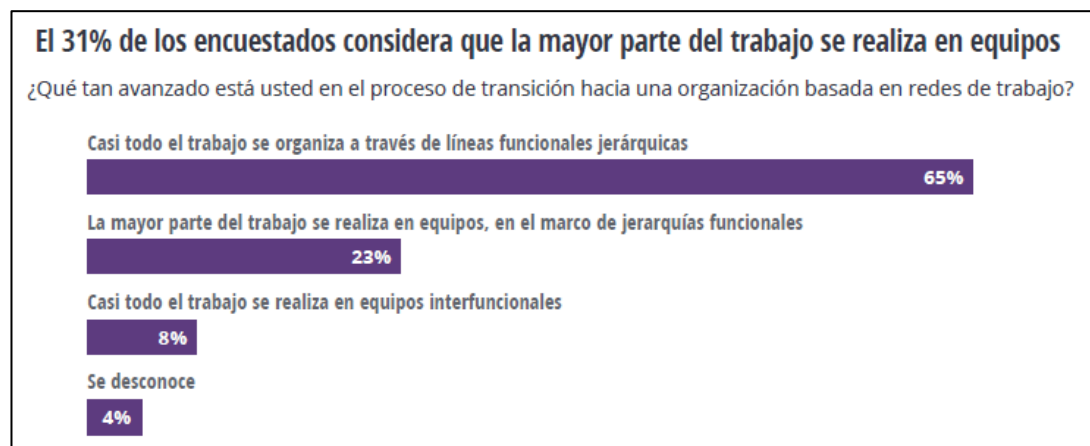 El 31% de los encuestados considera que la mayor parte del trabajo se realiza en equipos
¿Qué tan avanzado está usted en el proceso de transición hacia una organización basada en redes de trabajo?
Casi todo el trabajo se organiza a través de líneas funcionales jerárquicas
65%
La mayor parte del trabajo se realiza en equipos, en el marco de jerarquías funcionales
23%
Casi todo el trabajo se realiza en equipos interfuncionales
8%
Se desconoce
4%